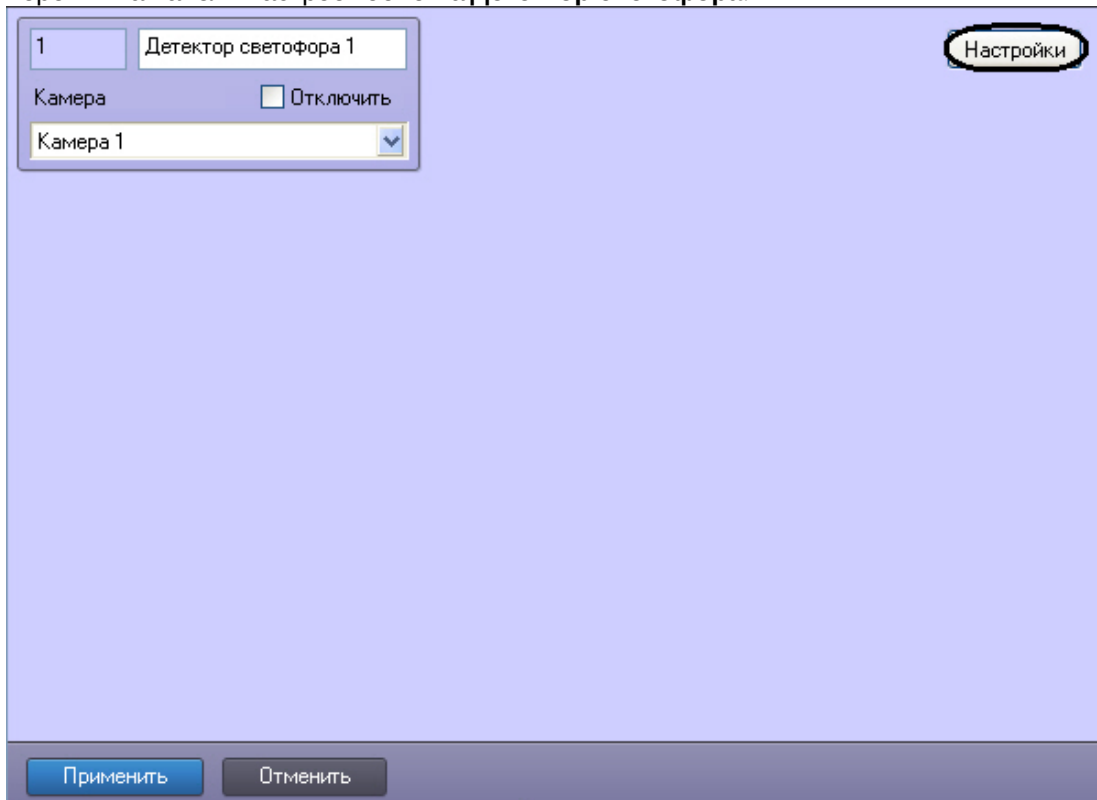 1
Детектор светофора 1
Настройки
Камера
Отключить
Камера 1
Применить
Отменить